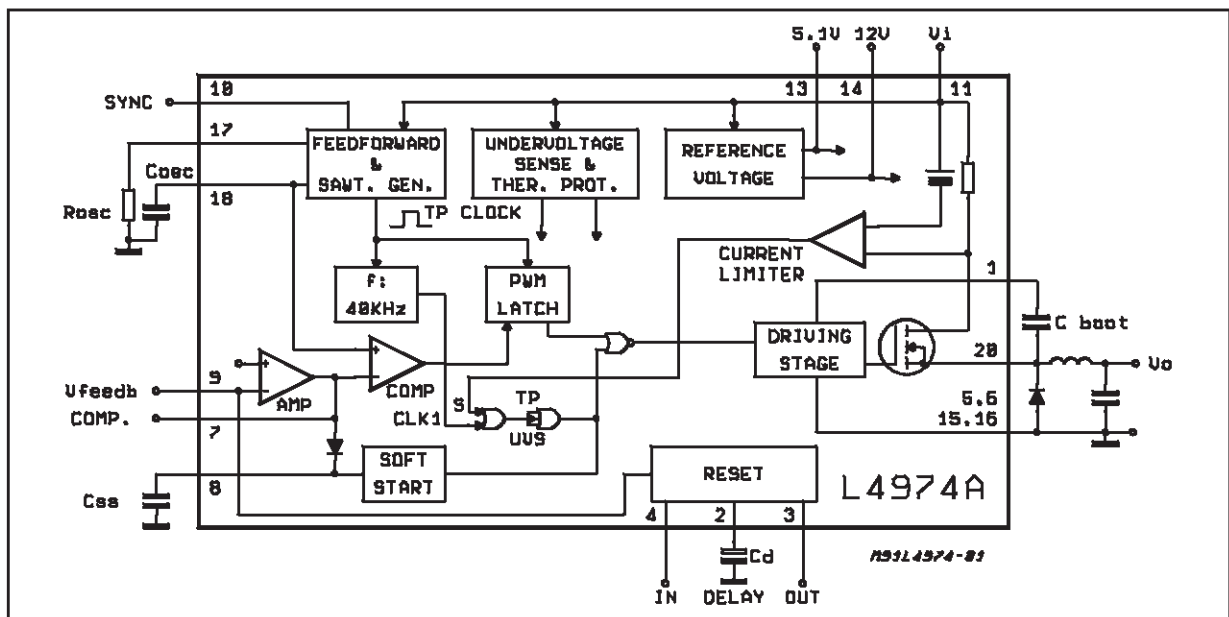 5.1V 12V Vi
10 13 14 11
SYNC
17
Cosc
18
Rosc
FEEDFORWARD
&
SAWT. GEN.
UNDERVOLTAGE
SENSE &
THER. PROT.
REFERENCE
VOLTAGE
TP CLOCK
CURRENT
LIMITER
1
f:
40KHz
PWM
LATCH
DRIVING
STAGE
C boot
20
Vo
9
Vfeedb
AMP
COMP
COMP.
7
S
TP
CLK1
UVS
5.6
15.16
SOFT
START
RESET
L4974A
8
Css
4 2 3
Cd
M91L4974-01
IN DELAY OUT